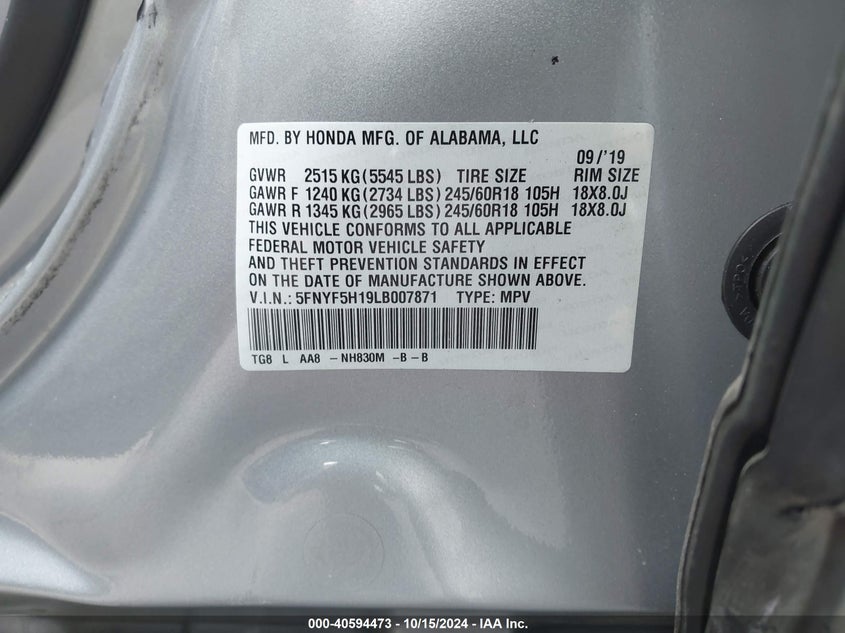 MFD. BY HONDA MFG. OF ALABAMA, LLC
09/'19
GVWR 2515 KG(5545 LBS) TIRE SIZE RIM SIZE
GAWR F 1240 KG(2734 LBS) 245/60R18 105H 18X8.0J
GAWR R 1345 KG(2965 LBS) 245/60R18 105H 18X8.0J
THIS VEHICLE CONFORMS TO ALL APPLICABLE
FEDERAL MOTOR VEHICLE SAFETY
AND THEFT PREVENTION STANDARDS IN EFFECT
ON THE DATE OF MANUFACTURE SHOWN ABOVE.
V.I.N.: 5FNYF5H19LB007871 TYPE: MPV
TG8 L AA8 - NH830M -B - B
000-40594473 - 10/15/2024 - IAA Inc.